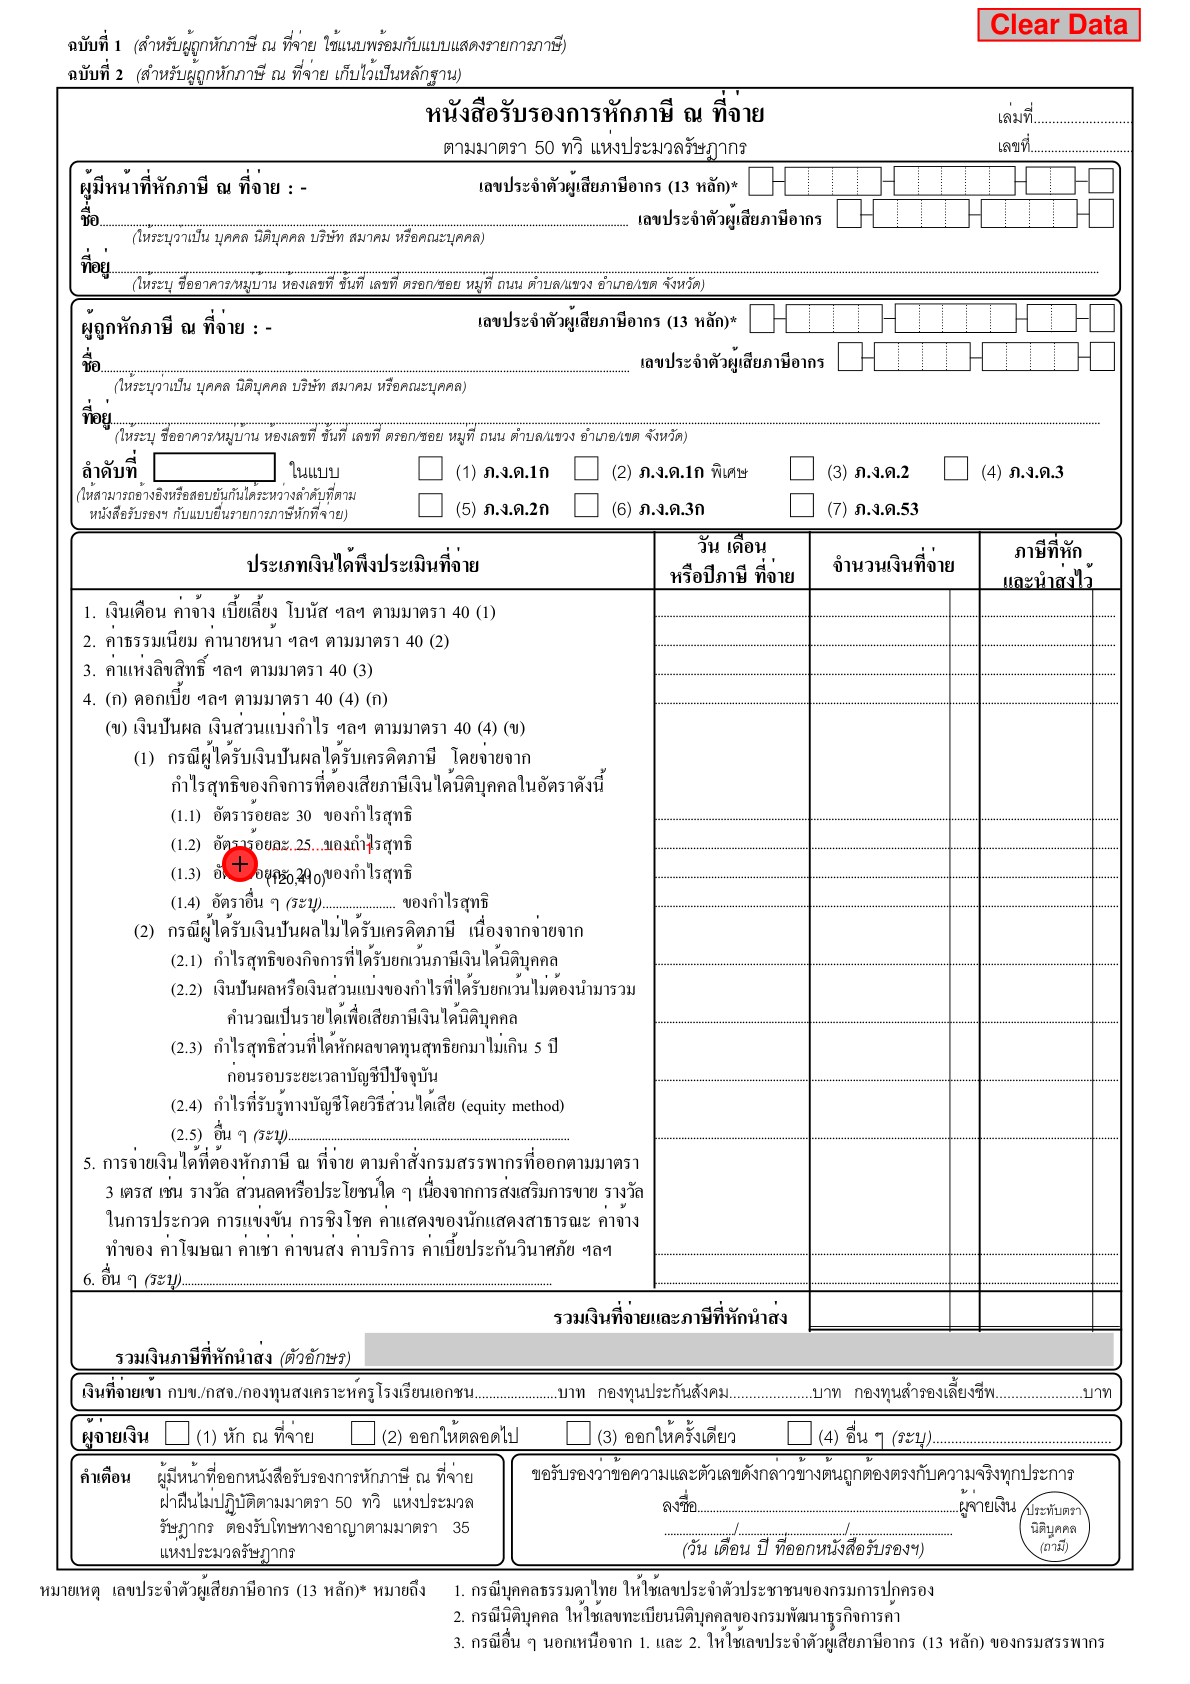 Clear Data
ฉบับที่ 1 (สำหรับผู้ถูกหักภาษี ณ ที่จ่าย ใช้แนบพร้อมกับแบบแสดงรายการภาษี)
ฉบับที่ 2 (สำหรับผู้ถูกหักภาษี ณ ที่จ่าย เก็บไว้เป็นหลักฐาน)
หนังสือรับรองการหักภาษี ณ ที่จ่าย
เล่มที่...........................
ตามมาตรา 50 ทวิ แห่งประมวลรัษฎากร
เลขที่............................
ผู้มีหน้าที่หักภาษี ณ ที่จ่าย : - เลขประจำตัวผู้เสียภาษีอากร (13 หลัก)*
ชื่อ........................ เลขประจำตัวผู้เสียภาษีอากร
(ให้ระบุว่าเป็น บุคคล นิติบุคคล บริษัท สมาคม หรือคณะบุคคล)
ที่อยู่........................
(ให้ระบุ ชื่ออาคาร/หมู่บ้าน ห้องเลขที่ ชั้นที่ เลขที่ ตรอก/ซอย หมู่ที่ ถนน ตำบล/แขวง อำเภอ/เขต จังหวัด)
ผู้ถูกหักภาษี ณ ที่จ่าย : - เลขประจำตัวผู้เสียภาษีอากร (13 หลัก)*
ชื่อ........................ เลขประจำตัวผู้เสียภาษีอากร
(ให้ระบุว่าเป็น บุคคล นิติบุคคล บริษัท สมาคม หรือคณะบุคคล)
ที่อยู่........................
(ให้ระบุ ชื่ออาคาร/หมู่บ้าน ห้องเลขที่ ชั้นที่ เลขที่ ตรอก/ซอย หมู่ที่ ถนน ตำบล/แขวง อำเภอ/เขต จังหวัด)
ลำดับที่ ในแบบ (1) ภ.ง.ด.1ก (2) ภ.ง.ด.1ก พิเศษ (3) ภ.ง.ด.2 (4) ภ.ง.ด.3
(ให้สามารถอ้างอิงหรือสอบยันกันได้ระหว่างลำดับที่ตาม
หนังสือรับรองฯ กับแบบยื่นรายการภาษีหักที่จ่าย) (5) ภ.ง.ด.2ก (6) ภ.ง.ด.3ก (7) ภ.ง.ด.53
ประเภทเงินได้พึงประเมินที่จ่าย
วัน เดือน
หรือปีภาษี ที่จ่าย
จำนวนเงินที่จ่าย
ภาษีที่หัก
และนำส่งไว้
1. เงินเดือน ค่าจ้าง เบี้ยเลี้ยง โบนัส ฯลฯ ตามมาตรา 40 (1)
2. ค่าธรรมเนียม ค่านายหน้า ฯลฯ ตามมาตรา 40 (2)
3. ค่าแห่งลิขสิทธิ์ ฯลฯ ตามมาตรา 40 (3)
4. (ก) ดอกเบี้ย ฯลฯ ตามมาตรา 40 (4) (ก)
(ข) เงินปันผล เงินส่วนแบ่งกำไร ฯลฯ ตามมาตรา 40 (4) (ข)
(1) กรณีผู้ได้รับเงินปันผลได้รับเครดิตภาษี โดยจ่ายจาก
กำไรสุทธิของกิจการที่ต้องเสียภาษีเงินได้นิติบุคคลในอัตราดังนี้
(1.1) อัตราร้อยละ 30 ของกำไรสุทธิ
(1.2) อัตราร้อยละ 25 ของกำไรสุทธิ
(1.3) อัตราร้อยละ 20 ของกำไรสุทธิ
(120,410)
(1.4) อัตราอื่น ๆ (ระบุ)...................... ของกำไรสุทธิ
(2) กรณีผู้ได้รับเงินปันผลไม่ได้รับเครดิตภาษี เนื่องจากจ่ายจาก
(2.1) กำไรสุทธิของกิจการที่ได้รับยกเว้นภาษีเงินได้นิติบุคคล
(2.2) เงินปันผลหรือเงินส่วนแบ่งของกำไรที่ได้รับยกเว้นไม่ต้องนำมารวม
คำนวณเป็นรายได้เพื่อเสียภาษีเงินได้นิติบุคคล
(2.3) กำไรสุทธิส่วนที่ได้หักผลขาดทุนสุทธิยกมาไม่เกิน 5 ปี
ก่อนรอบระยะเวลาบัญชีปีปัจจุบัน
(2.4) กำไรที่รับรู้ทางบัญชีโดยวิธีส่วนได้เสีย (equity method)
(2.5) อื่น ๆ (ระบุ)........................
5. การจ่ายเงินได้ที่ต้องหักภาษี ณ ที่จ่าย ตามคำสั่งกรมสรรพากรที่ออกตามมาตรา
3 เตรส เช่น รางวัล ส่วนลดหรือประโยชน์ใด ๆ เนื่องจากการส่งเสริมการขาย รางวัล
ในการประกวด การแข่งขัน การชิงโชค ค่าแสดงของนักแสดงสาธารณะ ค่าจ้าง
ทำของ ค่าโฆษณา ค่าเช่า ค่าขนส่ง ค่าบริการ ค่าเบี้ยประกันวินาศภัย ฯลฯ
6. อื่น ๆ (ระบุ)........................
รวมเงินที่จ่ายและภาษีที่หักนำส่ง
รวมเงินภาษีที่หักนำส่ง (ตัวอักษร)
เงินที่จ่ายเข้า กบข./กสจ./กองทุนสงเคราะห์ครูโรงเรียนเอกชน......................บาท กองทุนประกันสังคม......................บาท กองทุนสำรองเลี้ยงชีพ......................บาท
ผู้จ่ายเงิน (1) หัก ณ ที่จ่าย (2) ออกให้ตลอดไป (3) ออกให้ครั้งเดียว (4) อื่น ๆ (ระบุ)........................
คำเตือน ผู้มีหน้าที่ออกหนังสือรับรองการหักภาษี ณ ที่จ่าย
ฝ่าฝืนไม่ปฏิบัติตามมาตรา 50 ทวิ แห่งประมวล
รัษฎากร ต้องรับโทษทางอาญาตามมาตรา 35
แห่งประมวลรัษฎากร
ขอรับรองว่าข้อความและตัวเลขดังกล่าวข้างต้นถูกต้องตรงกับความจริงทุกประการ
ลงชื่อ........................ผู้จ่ายเงิน
................../............................/............................
(วัน เดือน ปี ที่ออกหนังสือรับรองฯ)
ประทับตรา
นิติบุคคล
(ถ้ามี)
หมายเหตุ เลขประจำตัวผู้เสียภาษีอากร (13 หลัก)* หมายถึง 1. กรณีบุคคลธรรมดาไทย ให้ใช้เลขประจำตัวประชาชนของกรมการปกครอง
2. กรณีนิติบุคคล ให้ใช้เลขทะเบียนนิติบุคคลของกรมพัฒนาธุรกิจการค้า
3. กรณีอื่น ๆ นอกเหนือจาก 1. และ 2. ให้ใช้เลขประจำตัวผู้เสียภาษีอากร (13 หลัก) ของกรมสรรพากร